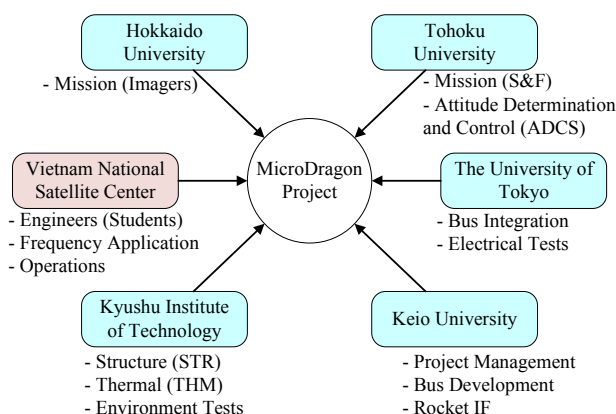 Hokkaido
University
- Mission (Imagers)
Tohoku
University
- Mission (S&F)
- Attitude Determination
and Control (ADCS)
Vietnam National
Satellite Center
- Engineers (Students)
- Frequency Application
- Operations
MicroDragon
Project
The University of
Tokyo
- Bus Integration
- Electrical Tests
Kyushu Institute
of Technology
- Structure (STR)
- Thermal (THM)
- Environment Tests
Keio University
- Project Management
- Bus Development
- Rocket IF